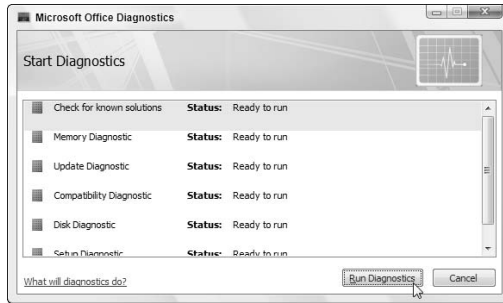 Microsoft Office Diagnostics
Start Diagnostics
Check for known solutions Status: Ready to run
Memory Diagnostic Status: Ready to run
Update Diagnostic Status: Ready to run
Compatibility Diagnostic Status: Ready to run
Disk Diagnostic Status: Ready to run
Setup Diagnostic Status: Ready to run
What will diagnostics do? Run Diagnostics Cancel